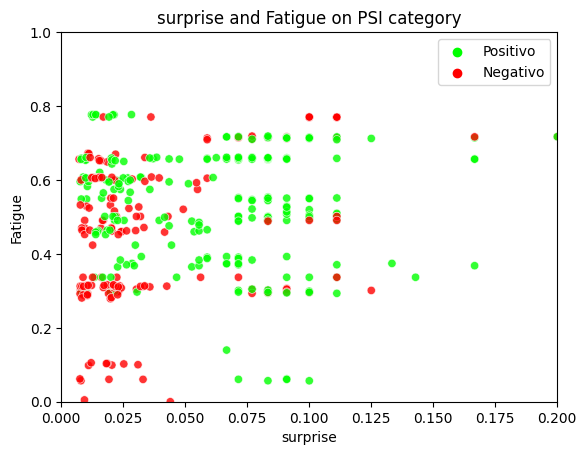 surprise and Fatigue on PSI category
Positivo
Negativo
1.0
0.8
0.6
0.4
0.2
0.0
Fatigue
0.000 0.025 0.050 0.075 0.100 0.125 0.150 0.175 0.200
surprise